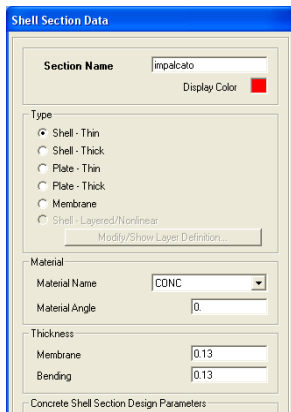 Shell Section Data
Section Name impalcato
Display Color
Type
Shell - Thin
Shell - Thick
Plate - Thin
Plate - Thick
Membrane
Shell - Layered/Nonlinear
Modify/Show Layer Definition...
Material
Material Name CONC
Material Angle 0.
Thickness
Membrane 0.13
Bending 0.13
Concrete Shell Section Design Parameters